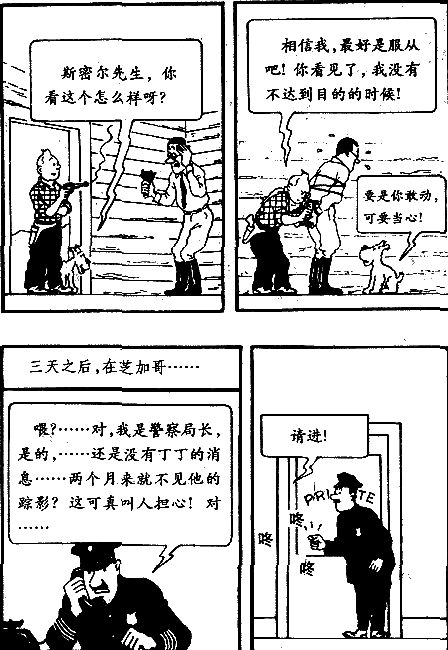 斯密尔先生，你
看这个怎么样呀？
相信我，最好是服从
吧！你看见了，我没有
不达到目的的时候！
要是你敢动，
可要当心！
三天之后，在芝加哥……
喂？……对，我是警察局长，
是的，……还是没有丁丁的消
息……两个月来就不见他的
踪影？这可真叫人担心！对
……
请进！
PRI TE
咚
咚
咚